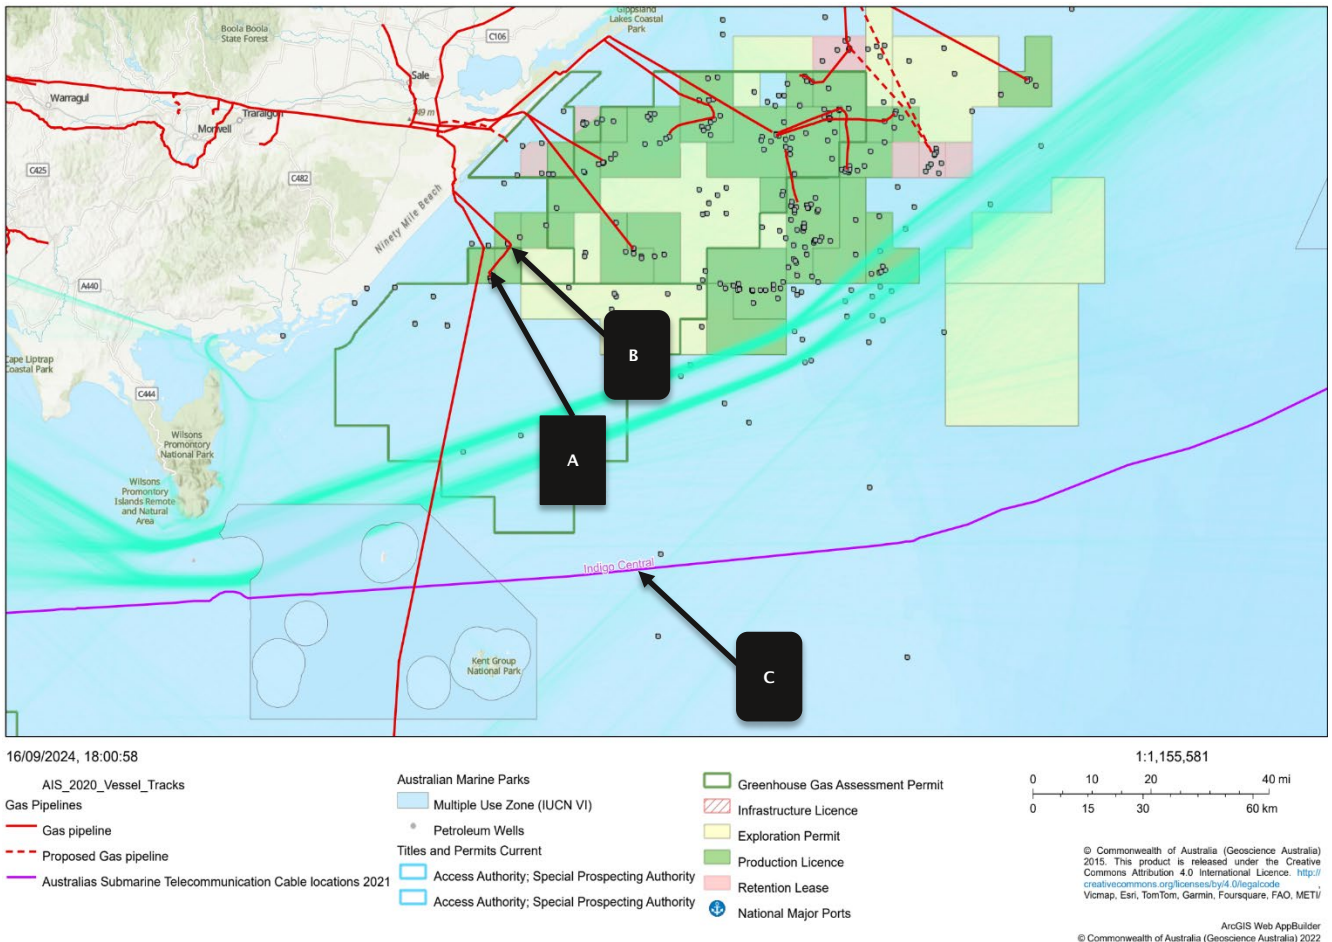 Gippsland
Lakes Coastal
Park
Boola Boola
State Forest
C106
Sale
Warragul
149 m
Traralgon
Morwell
C425
C482
Ninety Mile Beach
A440
B
Cape Liptrap
Coastal Park
C444
Wilsons
Promontory
National Park
A
Wilsons
Promontory
Islands Remote
and Natural
Area
Indigo Central
Kent Group
National Park
C
16/09/2024, 18:00:58
1:1,155,581
AIS_2020_Vessel_Tracks
Gas Pipelines
Gas pipeline
Proposed Gas pipeline
Australias Submarine Telecommunication Cable locations 2021
Australian Marine Parks
Multiple Use Zone (IUCN VI)
Petroleum Wells
Titles and Permits Current
Access Authority; Special Prospecting Authority
Access Authority; Special Prospecting Authority
Greenhouse Gas Assessment Permit
Infrastructure Licence
Exploration Permit
Production Licence
Retention Lease
National Major Ports
0 10 20 40 mi
0 15 30 60 km
© Commonwealth of Australia (Geoscience Australia)
2015. This product is released under the Creative
Commons Attribution 4.0 International Licence. http://
creativecommons.org/licenses/by/4.0/legalcode ,
Vicmap, Esri, TomTom, Garmin, Foursquare, FAO, METI/
ArcGIS Web AppBuilder
© Commonwealth of Australia (Geoscience Australia) 2022